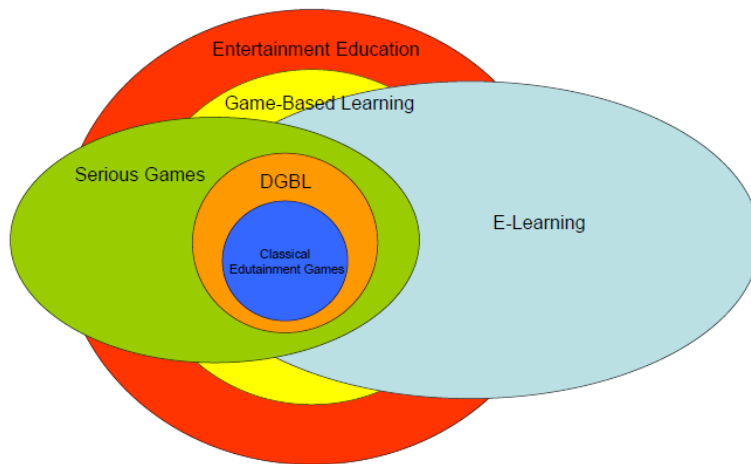 Entertainment Education
Game-Based Learning
Serious Games
DGBL
E-Learning
Classical
Edutainment Games